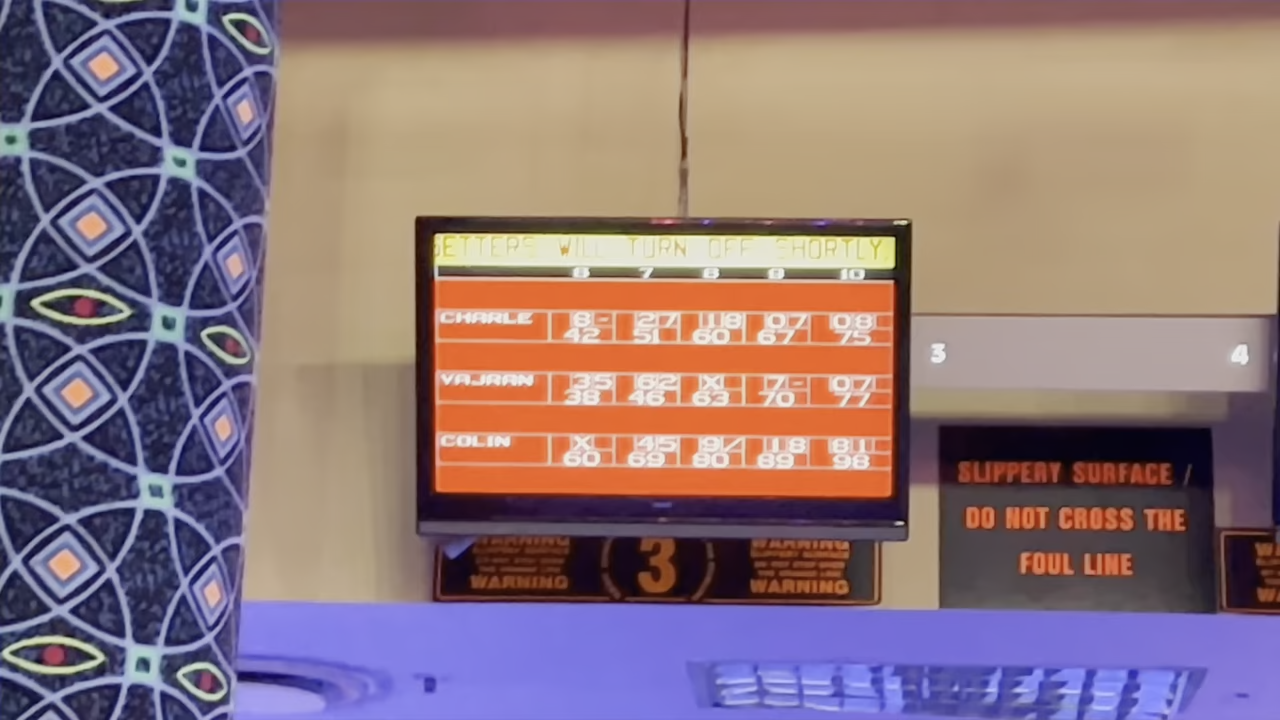 SETTERS WILL TURN OFF SHORTLY.
6 7 8 9 10
CHARLE 8- 27 18 07 08
42 51 60 67 75
VAJRAN 35 62 X 7- 07
38 46 63 70 77
COLIN X 45 9/ 18 81
60 69 80 89 98
3 4
SLIPPERY SURFACE /
DO NOT CROSS THE
FOUL LINE
WARNING 3 WARNING
WARNING WARNING